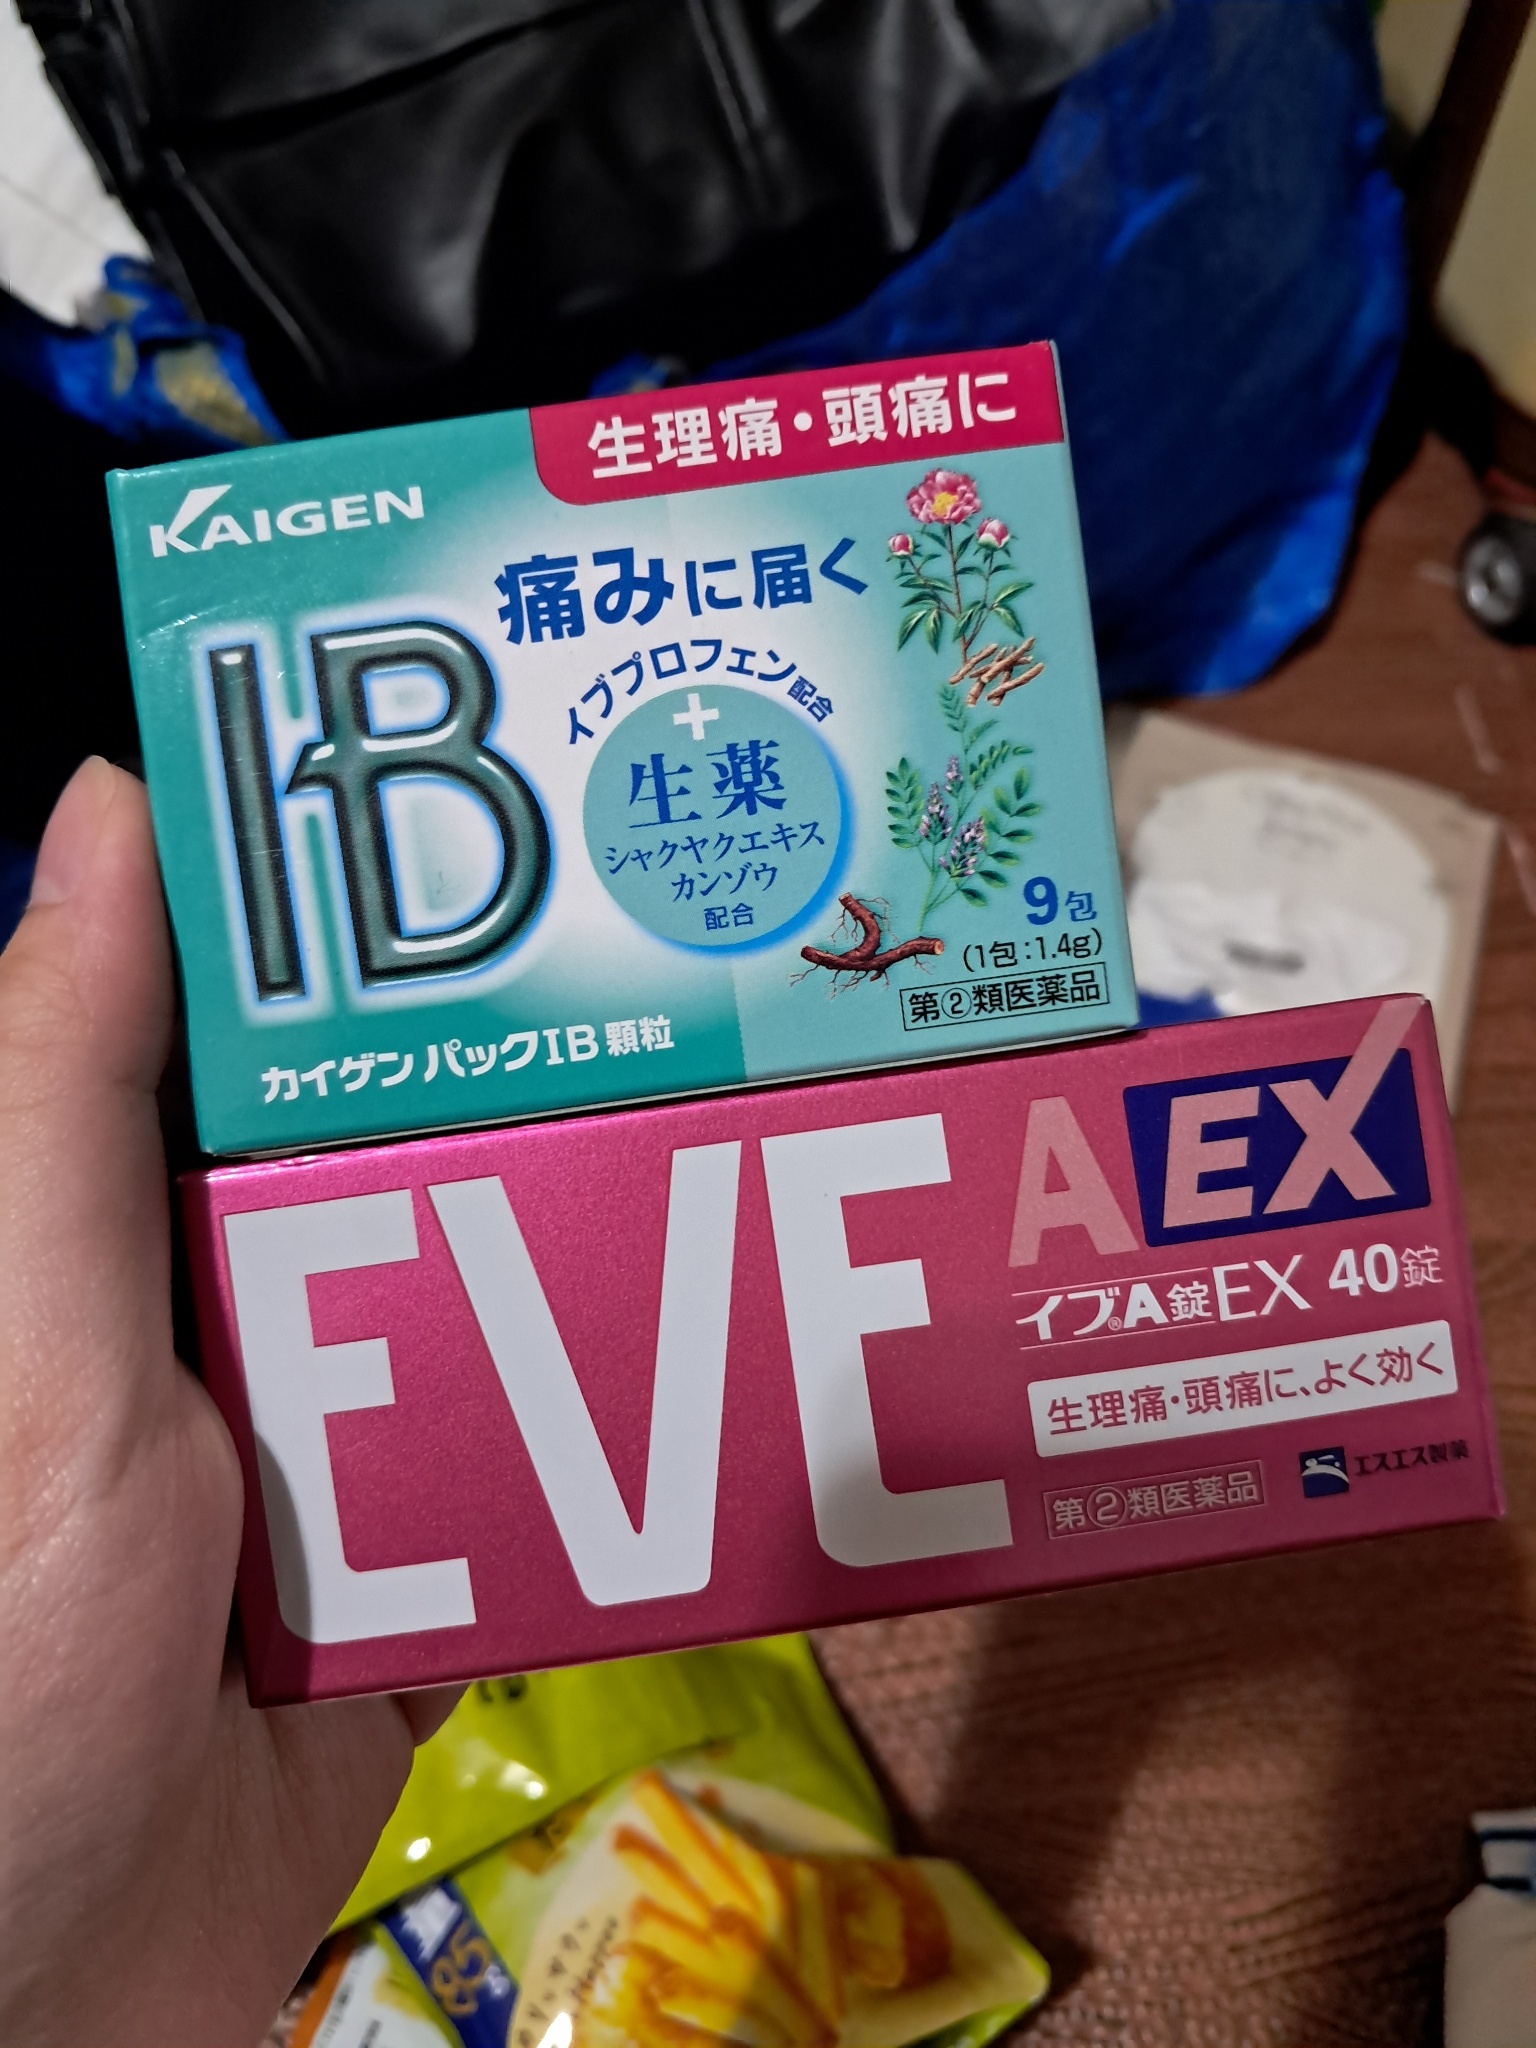 生理痛・頭痛に
KAIGEN
痛みに届く
イブプロフェン配合
+
生薬
シャクヤクエキス
カンゾウ
配合
IB
9包
(1包:1.4g)
第②類医薬品
カイゲンパックIB顆粒
EVE A EX
イブ®A錠EX 40錠
生理痛・頭痛に、よく効く
第②類医薬品
エスエス製薬
85